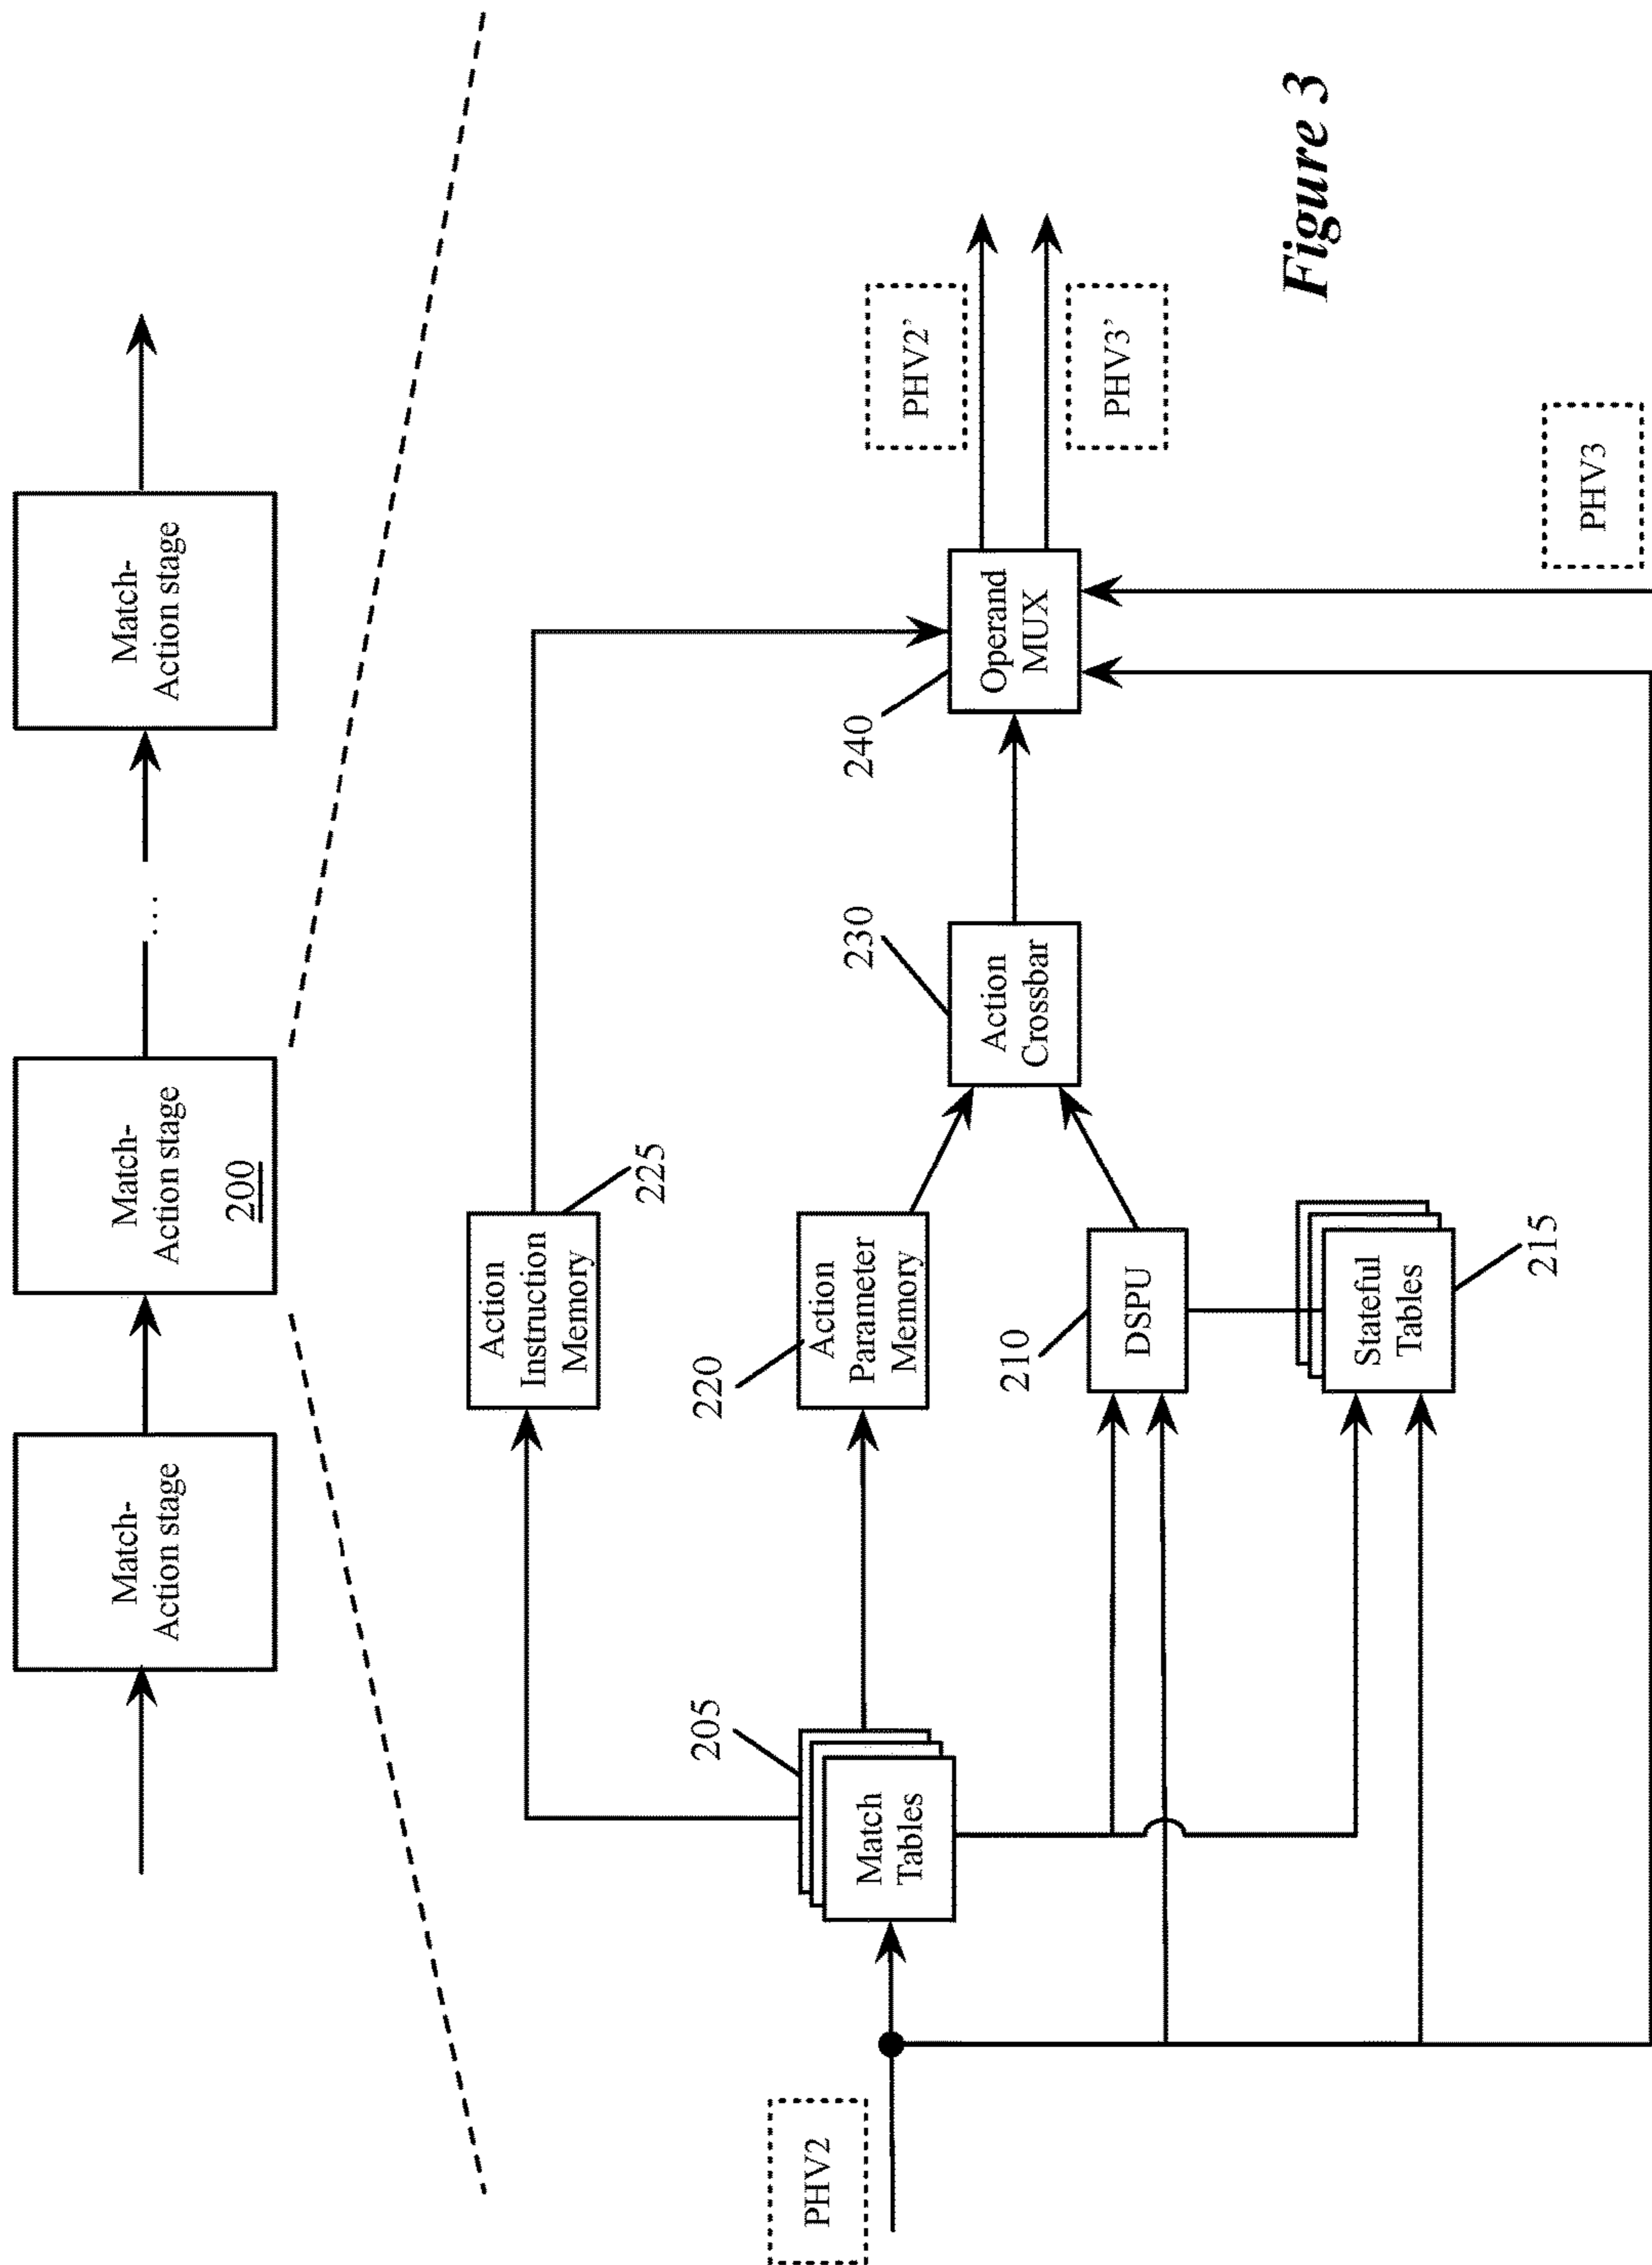 Match-
Action stage
Match-
Action stage
200
...
Match-
Action stage
PHV2
205
Match
Tables
Action
Instruction
Memory
225
220
Action
Parameter
Memory
210
DSPU
Stateful
Tables
215
230
Action
Crossbar
240
Operand
MUX
PHV2’
PHV3’
PHV3
Figure 3